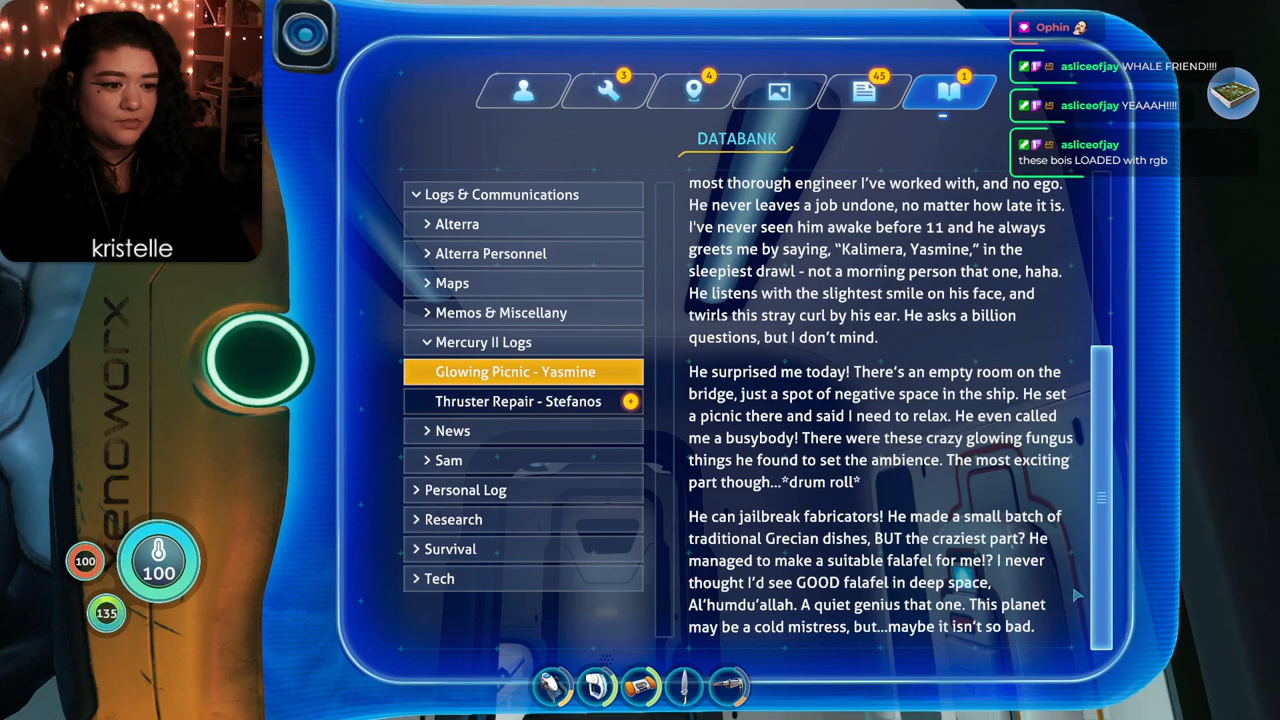 Ophin
asliceofjay WHALE FRIEND!!!!
asliceofjay YEAAAH!!!!
asliceofjay
these bois LOADED with rgb
kristelle
3
4
45
1
DATABANK
Logs & Communications
Alterra
Alterra Personnel
Maps
Memos & Miscellany
Mercury II Logs
Glowing Picnic - Yasmine
Thruster Repair - Stefanos
News
Sam
Personal Log
Research
Survival
Tech
most thorough engineer I've worked with, and no ego.
He never leaves a job undone, no matter how late it is.
I've never seen him awake before 11 and he always
greets me by saying, “Kalimera, Yasmine,” in the
sleepiest drawl - not a morning person that one, haha.
He listens with the slightest smile on his face, and
twirls this stray curl by his ear. He asks a billion
questions, but I don't mind.
He surprised me today! There's an empty room on the
bridge, just a spot of negative space in the ship. He set
a picnic there and said I need to relax. He even called
me a busybody! There were these crazy glowing fungus
things he found to set the ambience. The most exciting
part though...*drum roll*
He can jailbreak fabricators! He made a small batch of
traditional Grecian dishes, BUT the craziest part? He
managed to make a suitable falafel for me!? I never
thought I'd see GOOD falafel in deep space,
Al'humdu'allah. A quiet genius that one. This planet
may be a cold mistress, but...maybe it isn't so bad.
xenoworx
100
100
135